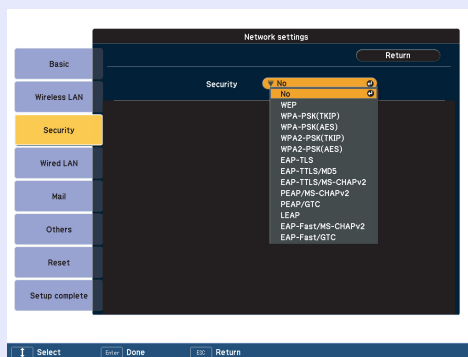 Network settings
Return
Basic
Wireless LAN
Security
Wired LAN
Mail
Others
Reset
Setup complete
Security
No
No
WEP
WPA-PSK(TKIP)
WPA-PSK(AES)
WPA2-PSK(TKIP)
WPA2-PSK(AES)
EAP-TLS
EAP-TTLS/MD5
EAP-TTLS/MS-CHAPv2
PEAP/MS-CHAPv2
PEAP/GTC
LEAP
EAP-Fast/MS-CHAPv2
EAP-Fast/GTC
Select Enter Done ESC Return